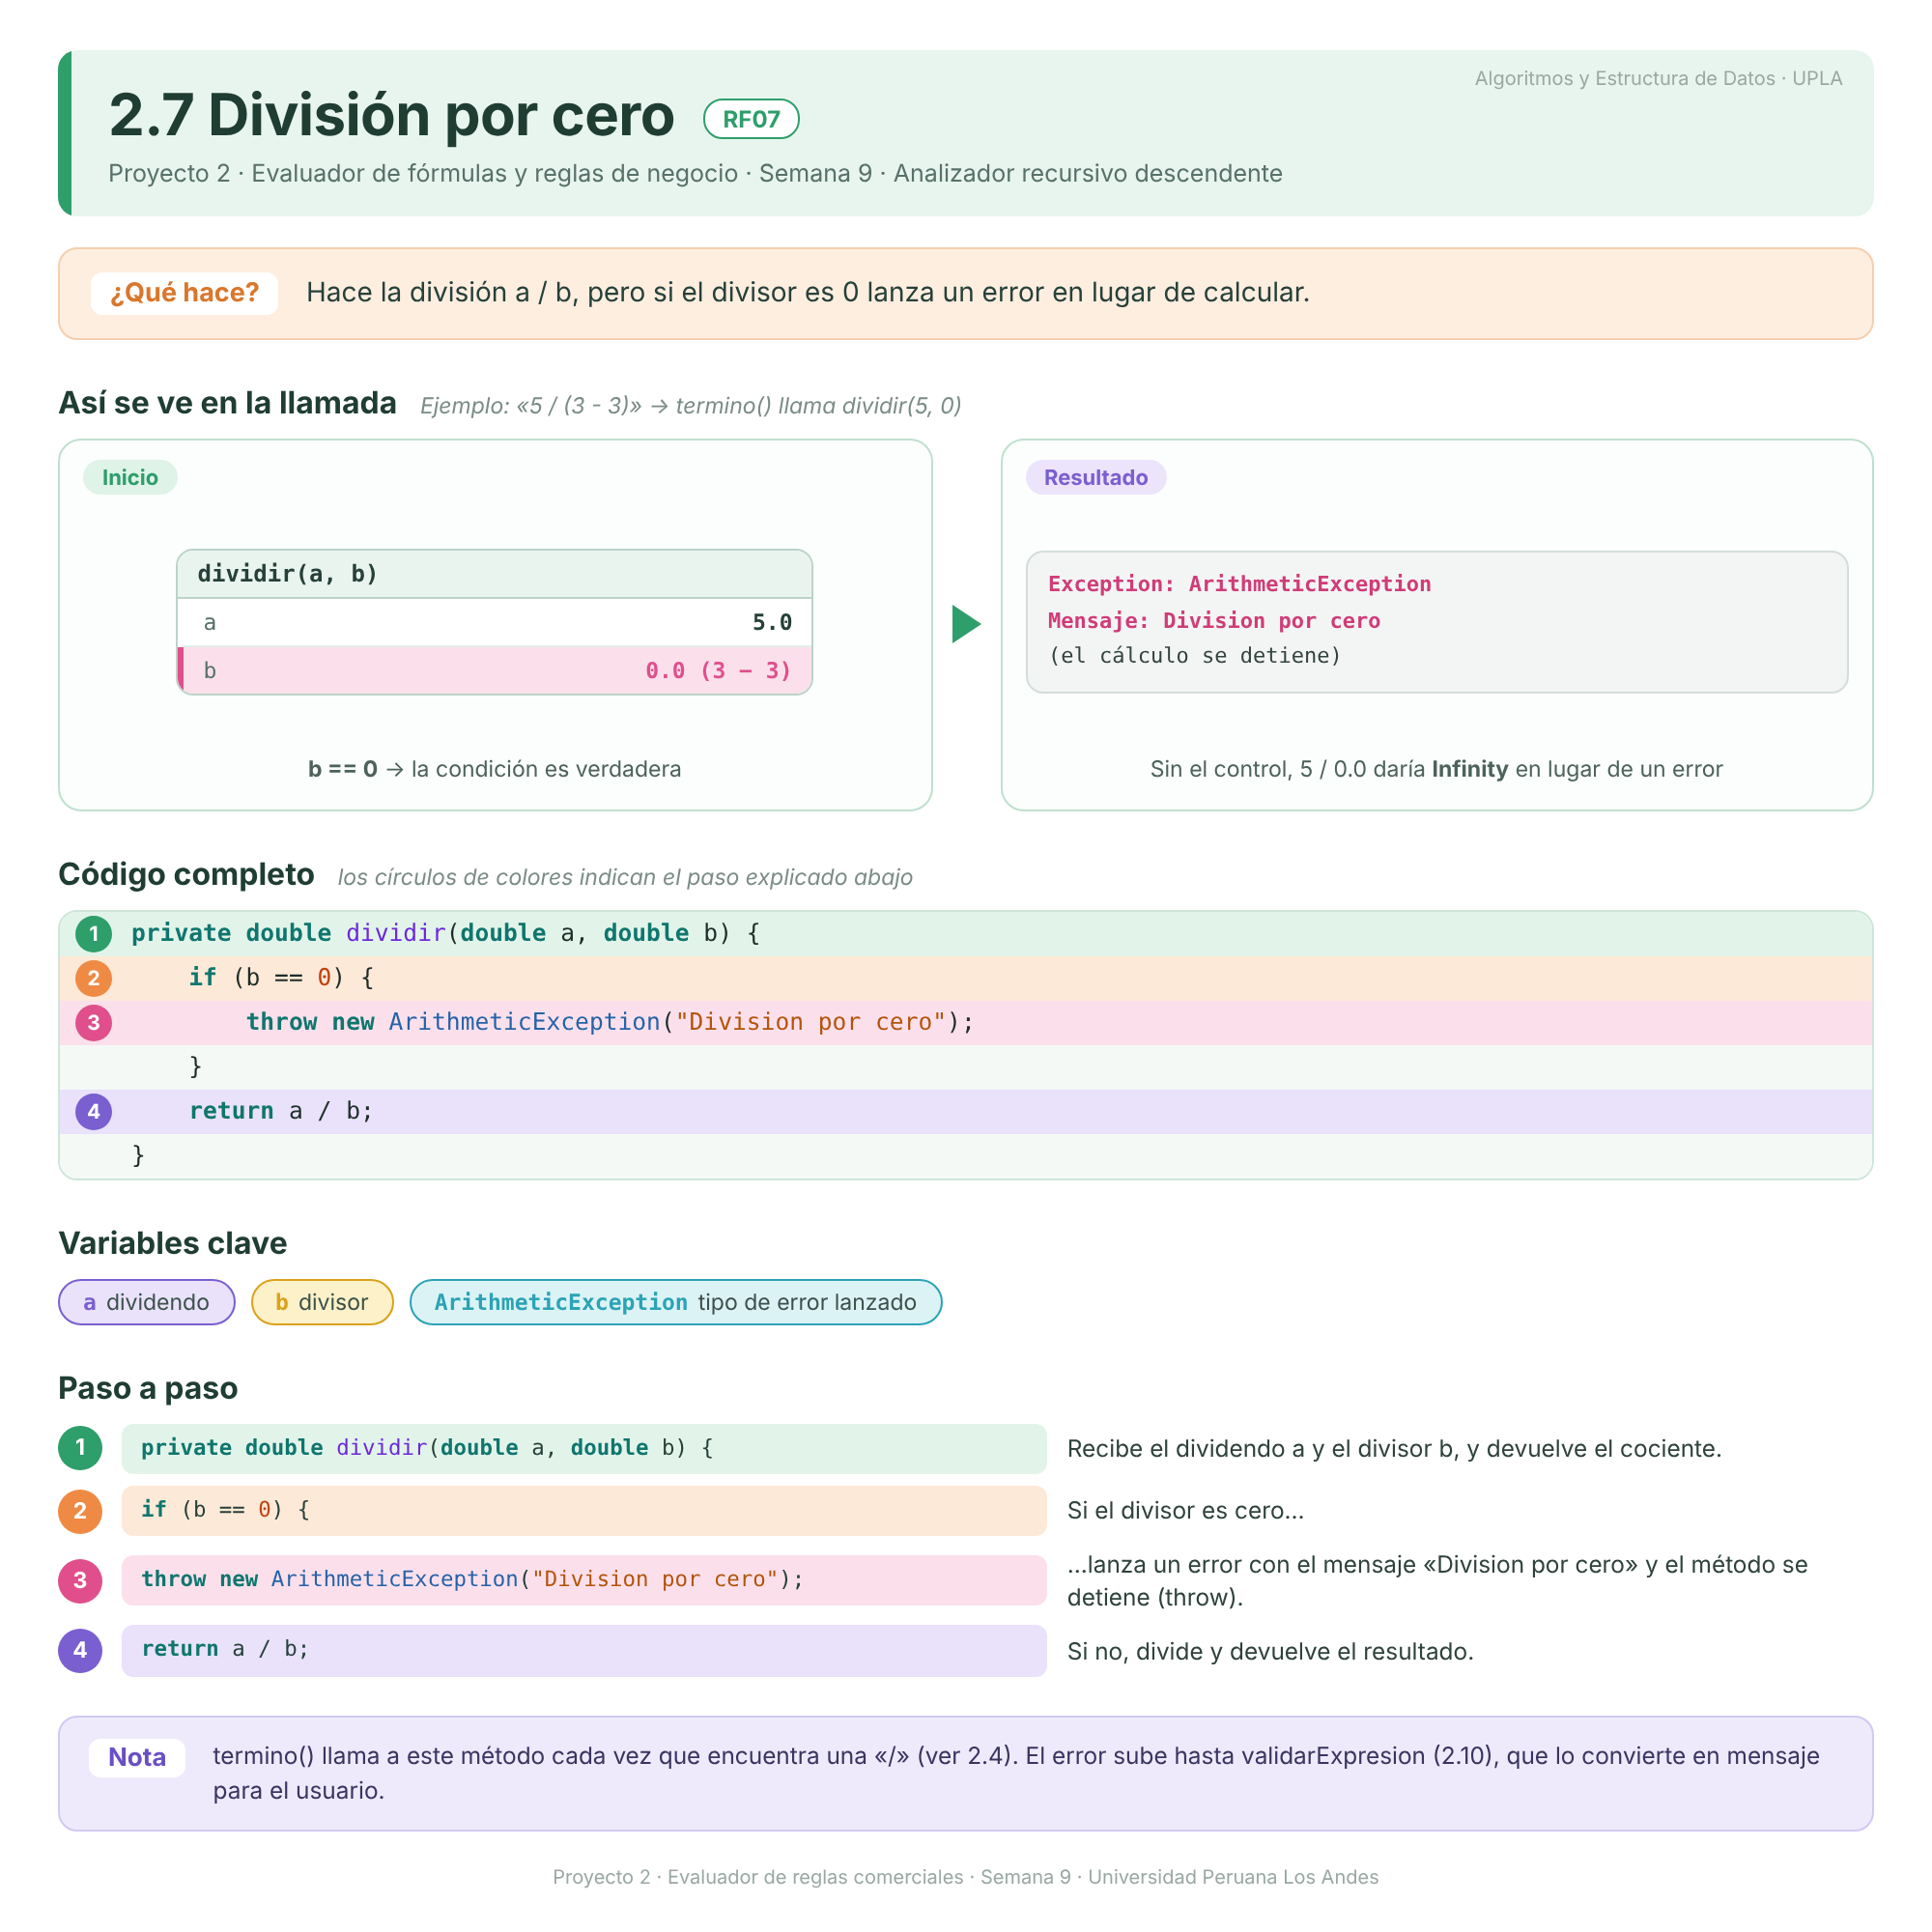 Algoritmos y Estructura de Datos · UPLA
2.7 División por cero RF07
Proyecto 2 · Evaluador de fórmulas y reglas de negocio · Semana 9 · Analizador recursivo descendente
¿Qué hace? Hace la división a / b, pero si el divisor es 0 lanza un error en lugar de calcular.
Así se ve en la llamada Ejemplo: «5 / (3 - 3)» → termino() llama dividir(5, 0)
Inicio
dividir(a, b)
a 5.0
b 0.0 (3 − 3)
b == 0 → la condición es verdadera
Resultado
Exception: ArithmeticException
Mensaje: Division por cero
(el cálculo se detiene)
Sin el control, 5 / 0.0 daría Infinity en lugar de un error
Código completo los círculos de colores indican el paso explicado abajo
1 private double dividir(double a, double b) {
2 if (b == 0) {
3 throw new ArithmeticException("Division por cero");
}
4 return a / b;
}
Variables clave
a dividendo b divisor ArithmeticException tipo de error lanzado
Paso a paso
1 private double dividir(double a, double b) { Recibe el dividendo a y el divisor b, y devuelve el cociente.
2 if (b == 0) { Si el divisor es cero…
3 throw new ArithmeticException("Division por cero"); …lanza un error con el mensaje «Division por cero» y el método se
detiene (throw).
4 return a / b; Si no, divide y devuelve el resultado.
Nota termino() llama a este método cada vez que encuentra una «/» (ver 2.4). El error sube hasta validarExpresion (2.10), que lo convierte en mensaje
para el usuario.
Proyecto 2 · Evaluador de reglas comerciales · Semana 9 · Universidad Peruana Los Andes